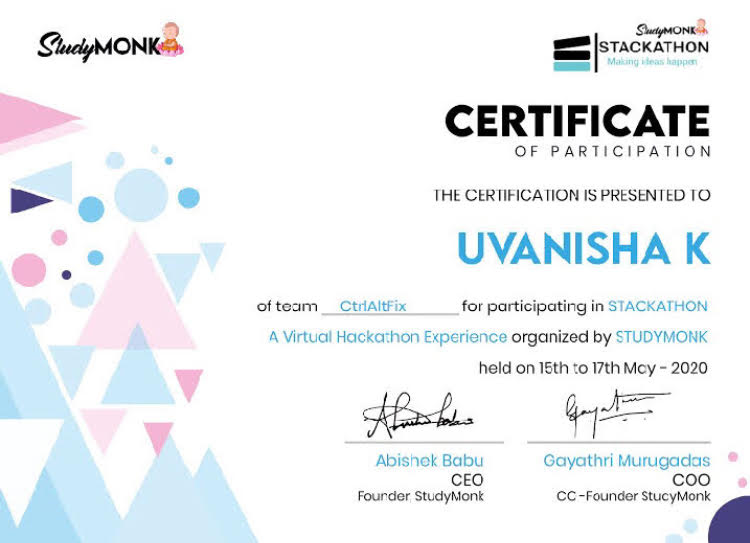 StudyMONK
StudyMONK
STACKATHON
Making ideas happen
CERTIFICATE
OF PARTICIPATION
THE CERTIFICATION IS PRESENTED TO
UVANISHA K
of team CtrlAltFix for participating in STACKATHON
A Virtual Hackathon Experience organized by STUDYMONK
held on 15th to 17th May - 2020
Abishek Babu
CEO
Founder StudyMonk
Gayathri Murugadas
COO
CC -Founder StucyMonk